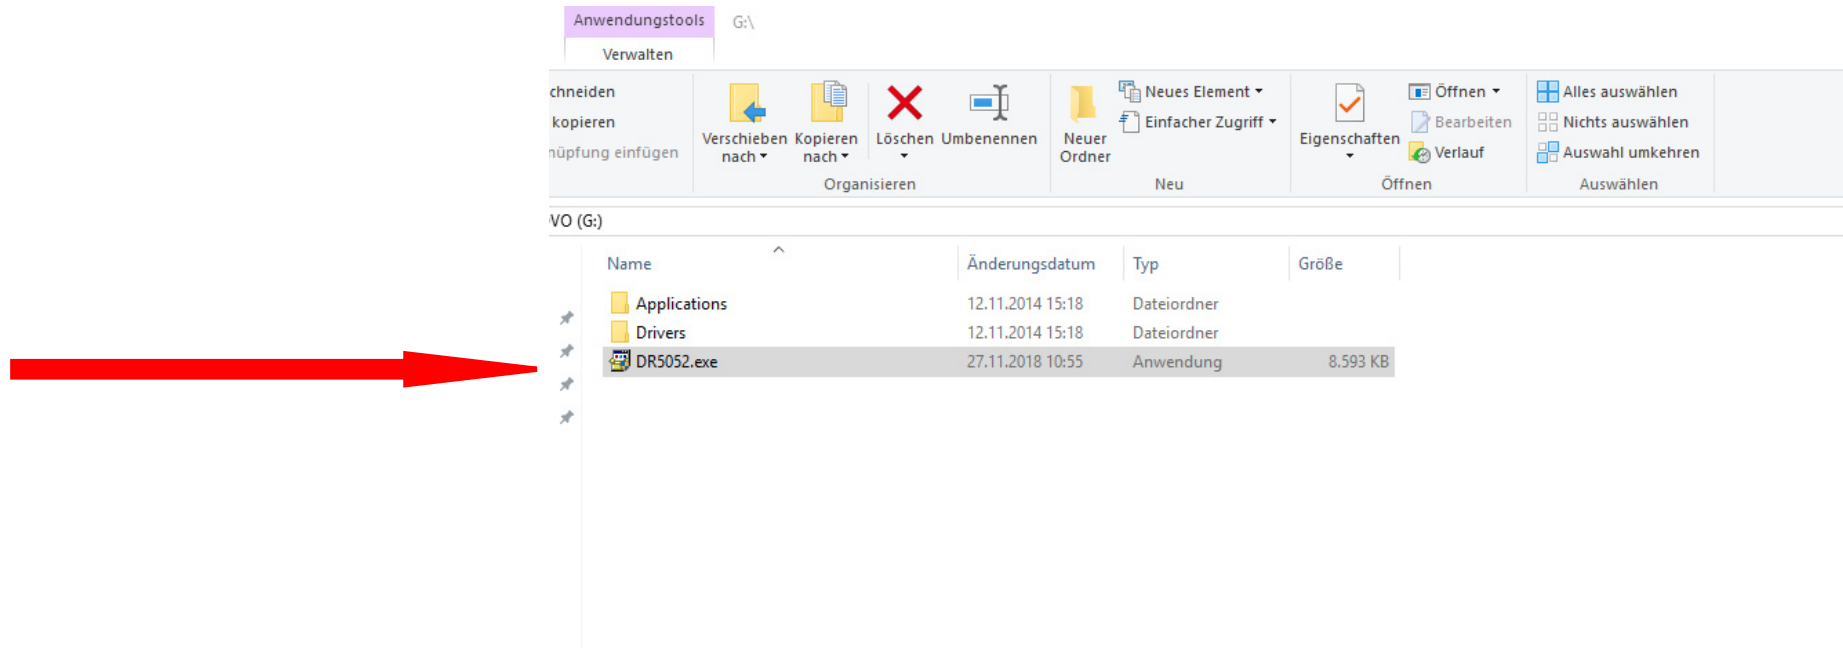 Anwendungstools G:\
Verwalten
chneiden
kopieren
nüpfung einfügen
Verschieben nach
Kopieren nach
Löschen
Umbenennen
Organisieren
Neuer Ordner
Neues Element
Einfacher Zugriff
Neu
Eigenschaften
Öffnen
Bearbeiten
Verlauf
Öffnen
Alles auswählen
Nichts auswählen
Auswahl umkehren
Auswählen
VO (G:)
Name Änderungsdatum Typ Größe
Applications 12.11.2014 15:18 Dateiordner
Drivers 12.11.2014 15:18 Dateiordner
DR5052.exe 27.11.2018 10:55 Anwendung 8.593 KB